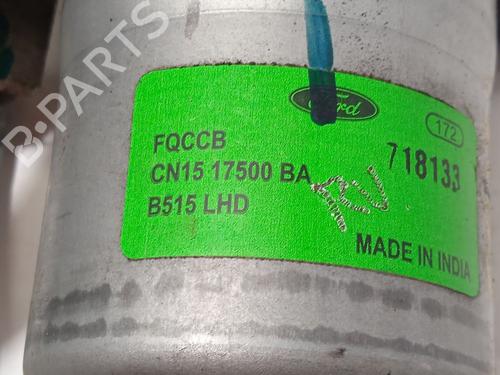 B-PARTS
Ford
172
FQCCB
718133
CN15 17500 BA
B515 LHD
MADE IN INDIA